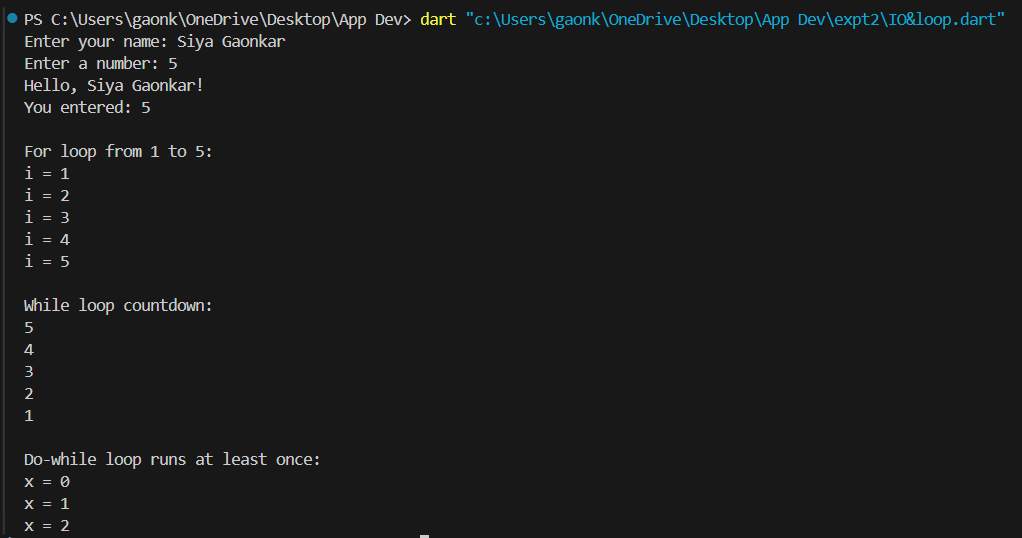 PS C:\Users\gaonk\OneDrive\Desktop\App Dev> dart "c:\Users\gaonk\OneDrive\Desktop\App Dev\expt2\IO&loop.dart"
Enter your name: Siya Gaonkar
Enter a number: 5
Hello, Siya Gaonkar!
You entered: 5

For loop from 1 to 5:
i = 1
i = 2
i = 3
i = 4
i = 5

While loop countdown:
5
4
3
2
1

Do-while loop runs at least once:
x = 0
x = 1
x = 2